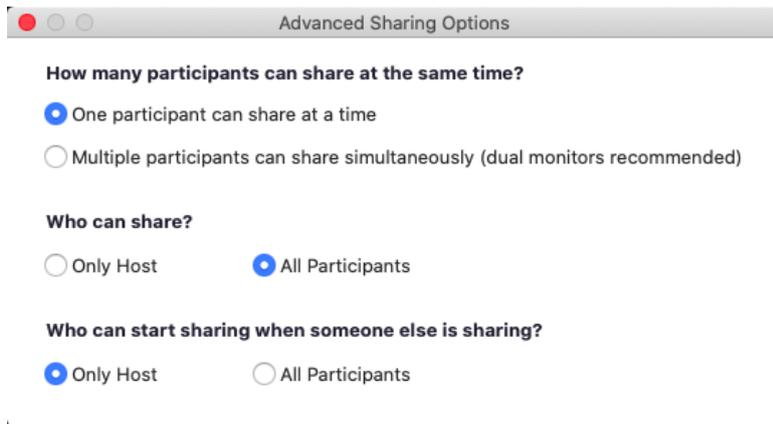 Advanced Sharing Options
How many participants can share at the same time?
One participant can share at a time
Multiple participants can share simultaneously (dual monitors recommended)
Who can share?
Only Host All Participants
Who can start sharing when someone else is sharing?
Only Host All Participants